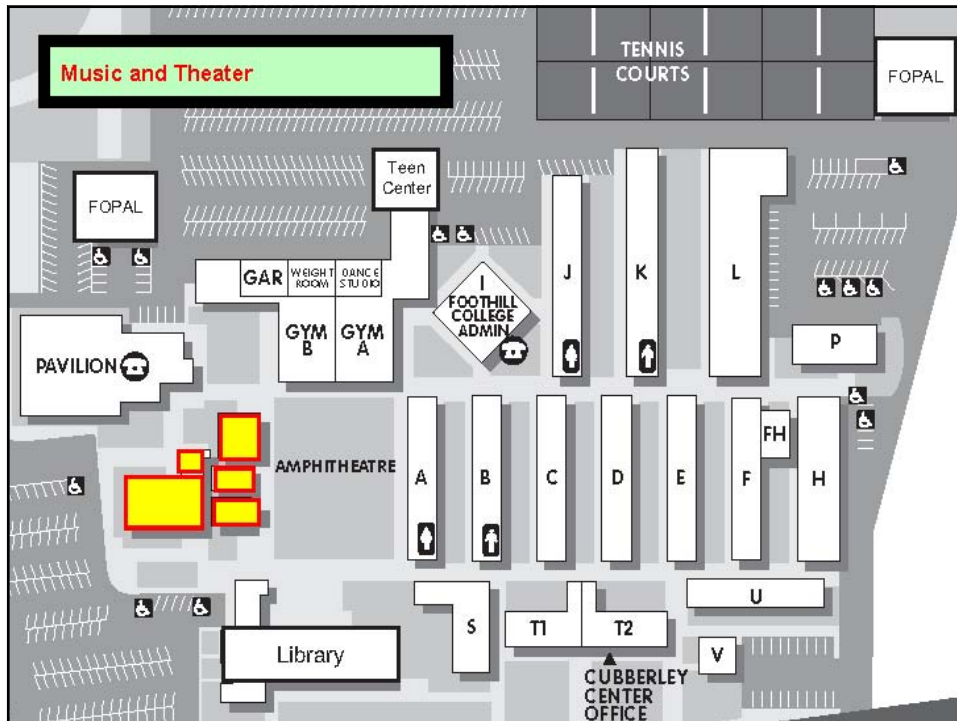 Music and Theater
TENNIS
COURTS
FOPAL
Teen
Center
FOPAL
GAR
WEIGHT
ROOM
DANCE
STUDIO
GYM
B
GYM
A
I
FOOTHILL
COLLEGE
ADMIN
J
K
L
P
PAVILION
AMPHITHEATRE
A
B
C
D
E
F
FH
H
S
T1
T2
U
V
Library
CUBBERLEY
CENTER
OFFICE